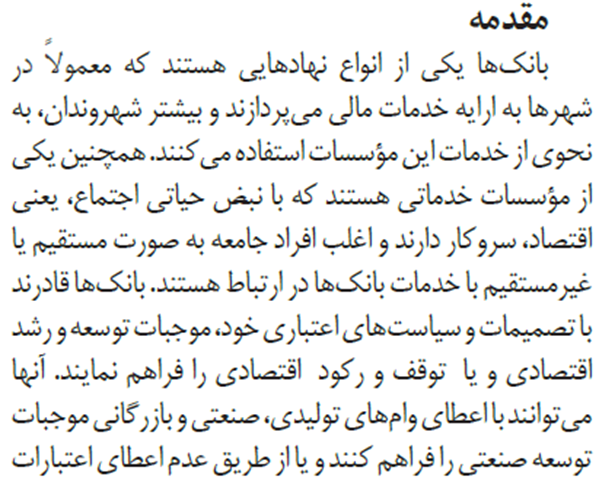 مقدمه
بانک‌ها یکی از انواع نهادهایی هستند که معمولاً در
شهرها به ارایه خدمات مالی می‌پردازند و بیشتر شهروندان، به
نحوی از خدمات این مؤسسات استفاده می‌کنند. همچنین یکی
از مؤسسات خدماتی هستند که با نبض حیاتی اجتماع، یعنی
اقتصاد، سروکار دارند و اغلب افراد جامعه به صورت مستقیم یا
غیرمستقیم با خدمات بانک‌ها در ارتباط هستند. بانک‌ها قادرند
با تصمیمات و سیاست‌های اعتباری خود، موجبات توسعه و رشد
اقتصادی و یا توقف و رکود اقتصادی را فراهم نمایند. آنها
می‌توانند با اعطای وام‌های تولیدی، صنعتی و بازرگانی موجبات
توسعه صنعتی را فراهم کنند و یا از طریق عدم اعطای اعتبارات